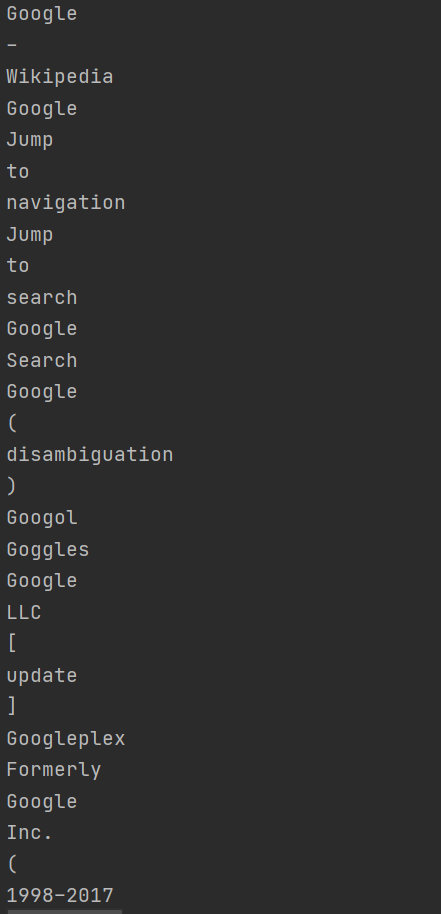 Google
-
Wikipedia
Google
Jump
to
navigation
Jump
to
search
Google
Search
Google
(
disambiguation
)
Googol
Goggles
Google
LLC
[
update
]
Googleplex
Formerly
Google
Inc.
(
1998–2017